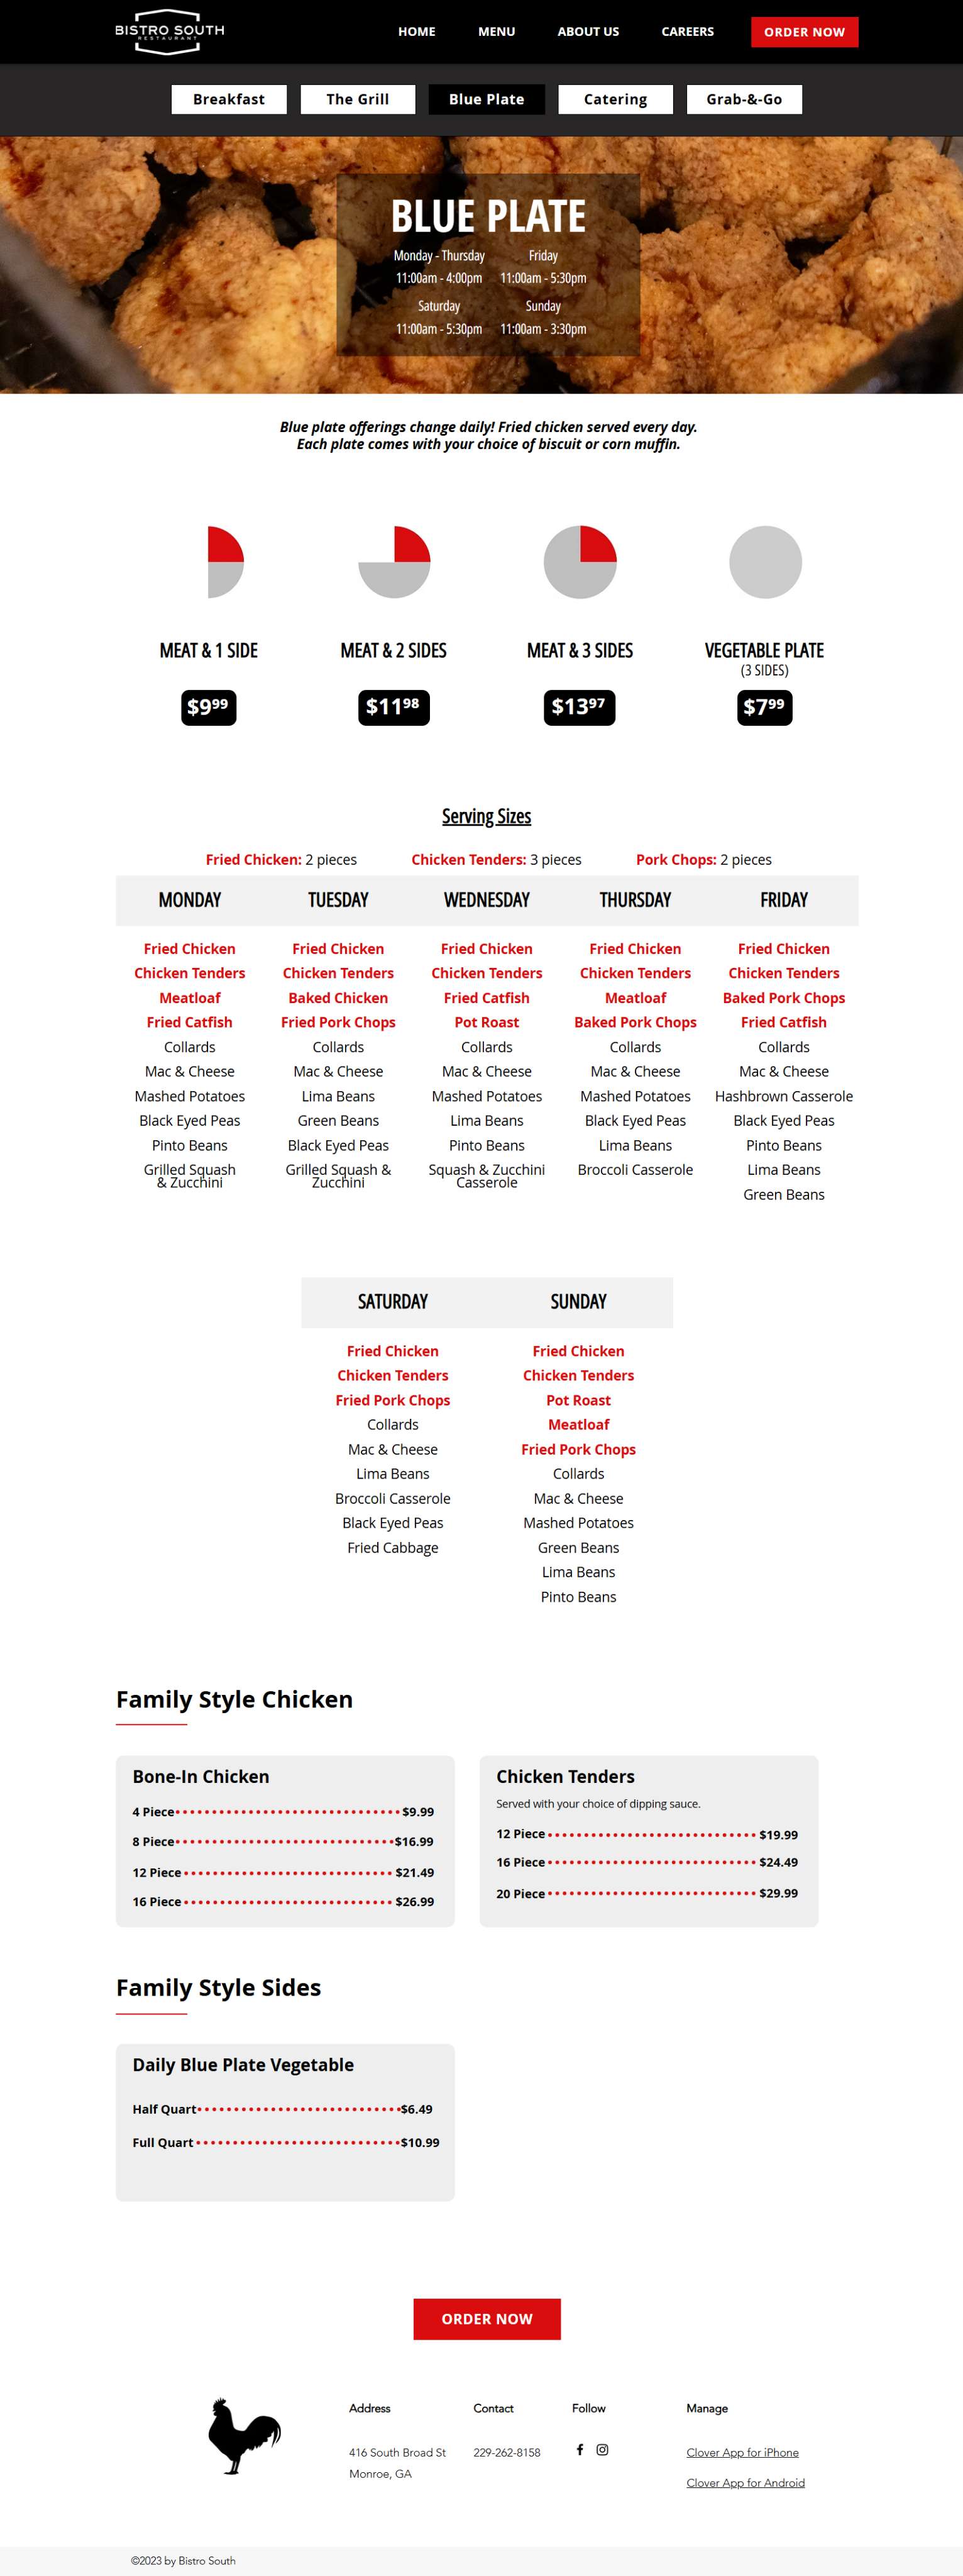 BISTRO SOUTH
RESTAURANT
HOME MENU ABOUT US CAREERS ORDER NOW
Breakfast The Grill Blue Plate Catering Grab-&-Go
BLUE PLATE
Monday - Thursday Friday
11:00am - 4:00pm 11:00am - 5:30pm
Saturday Sunday
11:00am - 5:30pm 11:00am - 3:30pm
Blue plate offerings change daily! Fried chicken served every day.
Each plate comes with your choice of biscuit or corn muffin.
MEAT & 1 SIDE MEAT & 2 SIDES MEAT & 3 SIDES VEGETABLE PLATE
(3 SIDES)
$9⁹⁹ $11⁹⁸ $13⁹⁷ $7⁹⁹
Serving Sizes
Fried Chicken: 2 pieces Chicken Tenders: 3 pieces Pork Chops: 2 pieces
MONDAY TUESDAY WEDNESDAY THURSDAY FRIDAY
Fried Chicken Fried Chicken Fried Chicken Fried Chicken Fried Chicken
Chicken Tenders Chicken Tenders Chicken Tenders Chicken Tenders Chicken Tenders
Meatloaf Baked Chicken Fried Catfish Meatloaf Baked Pork Chops
Fried Catfish Fried Pork Chops Pot Roast Baked Pork Chops Fried Catfish
Collards Collards Collards Collards Collards
Mac & Cheese Mac & Cheese Mac & Cheese Mac & Cheese Mac & Cheese
Mashed Potatoes Lima Beans Mashed Potatoes Mashed Potatoes Hashbrown Casserole
Black Eyed Peas Green Beans Lima Beans Black Eyed Peas Black Eyed Peas
Pinto Beans Black Eyed Peas Pinto Beans Lima Beans Pinto Beans
Grilled Squash Grilled Squash & Squash & Zucchini Broccoli Casserole Lima Beans
& Zucchini Zucchini Casserole
Green Beans
SATURDAY SUNDAY
Fried Chicken Fried Chicken
Chicken Tenders Chicken Tenders
Fried Pork Chops Pot Roast
Collards Meatloaf
Mac & Cheese Fried Pork Chops
Lima Beans Collards
Broccoli Casserole Mac & Cheese
Black Eyed Peas Mashed Potatoes
Fried Cabbage Green Beans
Lima Beans
Pinto Beans
Family Style Chicken
Bone-In Chicken
4 Piece $9.99
8 Piece $16.99
12 Piece $21.49
16 Piece $26.99
Chicken Tenders
Served with your choice of dipping sauce.
12 Piece $19.99
16 Piece $24.49
20 Piece $29.99
Family Style Sides
Daily Blue Plate Vegetable
Half Quart $6.49
Full Quart $10.99
ORDER NOW
Address Contact Follow Manage
416 South Broad St 229-262-8158 Clover App for iPhone
Monroe, GA
Clover App for Android
©2023 by Bistro South